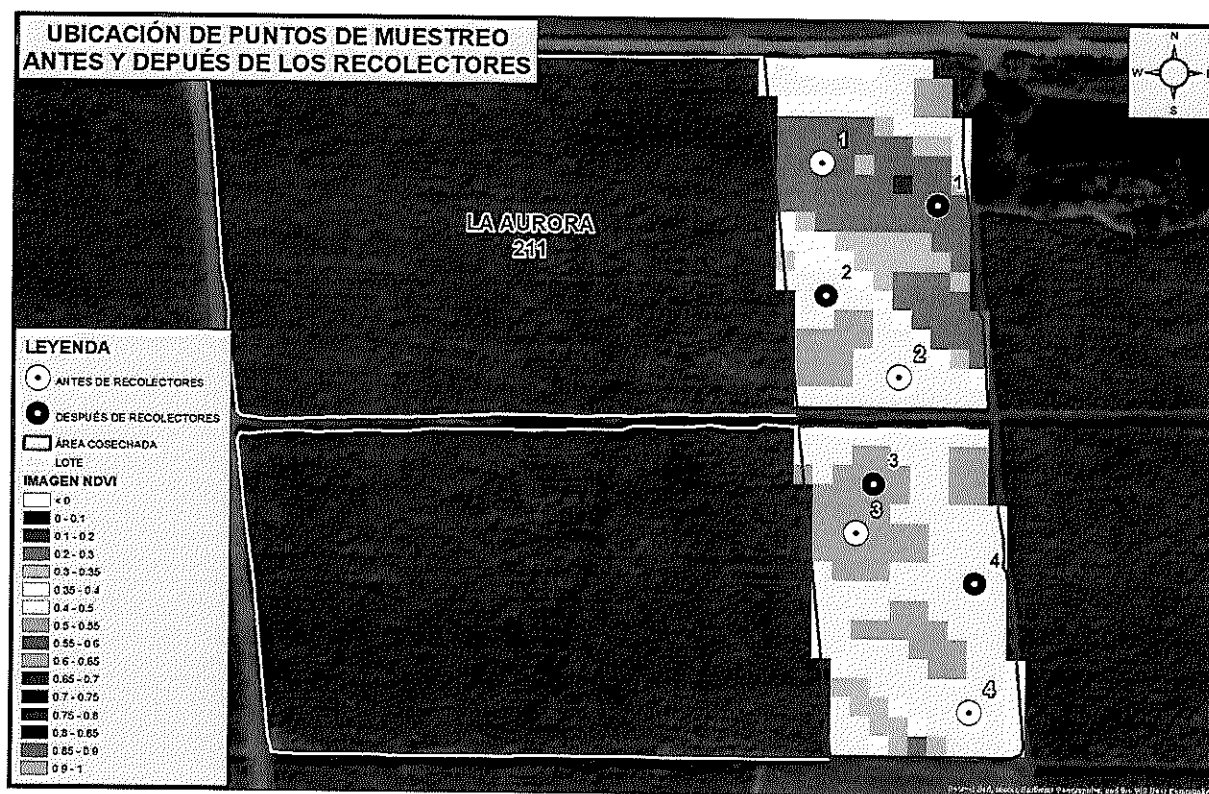 UBICACIÓN DE PUNTOS DE MUESTREO
ANTES Y DEPUÉS DE LOS RECOLECTORES
N
W
E
S
1
1
LA AURORA
211
2
2
3
3
4
4
LEYENDA
ANTES DE RECOLECTORES
DESPUÉS DE RECOLECTORES
ÁREA COSECHADA
LOTE
IMAGEN NDVI
< 0
0 - 0.1
0.1 - 0.2
0.2 - 0.3
0.3 - 0.35
0.35 - 0.4
0.4 - 0.5
0.5 - 0.55
0.55 - 0.6
0.6 - 0.65
0.65 - 0.7
0.7 - 0.75
0.75 - 0.8
0.8 - 0.85
0.85 - 0.9
0.9 - 1